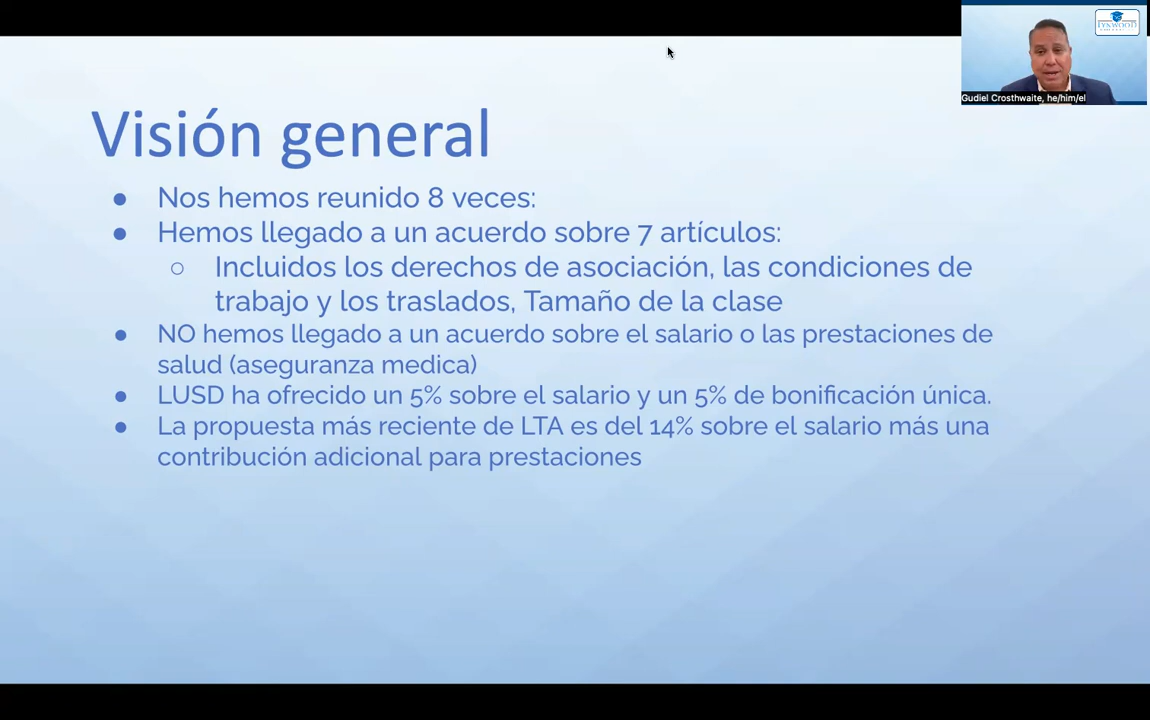 LYNWOOD
Gudiel Crosthwaite, he/him/el
Visión general
● Nos hemos reunido 8 veces:
● Hemos llegado a un acuerdo sobre 7 artículos:
○ Incluidos los derechos de asociación, las condiciones de
trabajo y los traslados, Tamaño de la clase
● NO hemos llegado a un acuerdo sobre el salario o las prestaciones de
salud (aseguranza medica)
● LUSD ha ofrecido un 5% sobre el salario y un 5% de bonificación única.
● La propuesta más reciente de LTA es del 14% sobre el salario más una
contribución adicional para prestaciones